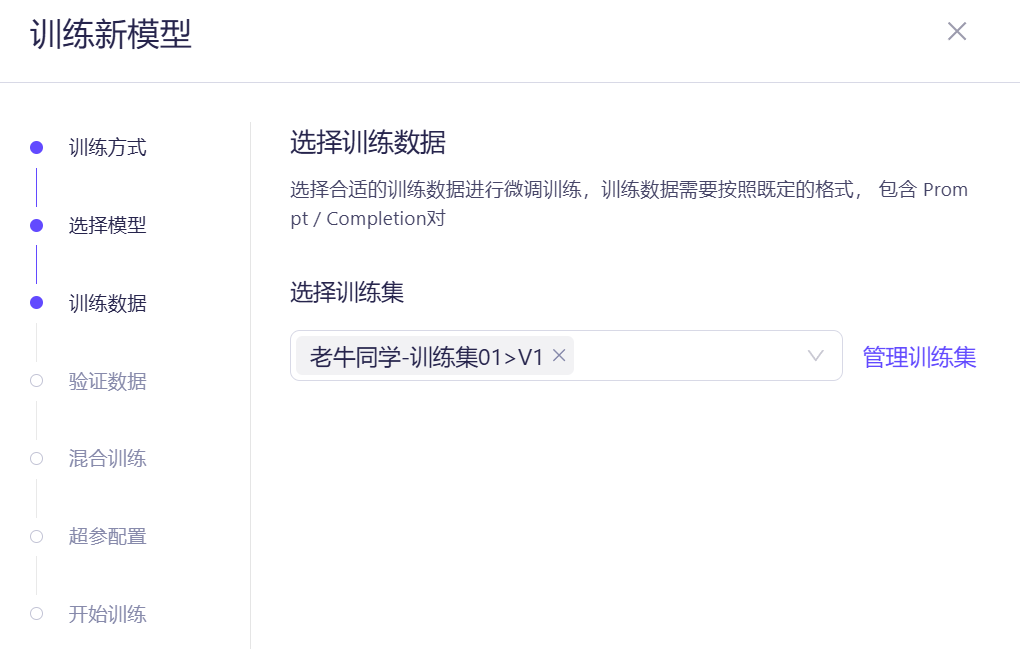 训练新模型
训练方式
选择模型
训练数据
验证数据
混合训练
超参配置
开始训练
选择训练数据
选择合适的训练数据进行微调训练，训练数据需要按照既定的格式， 包含 Prom
pt / Completion对
选择训练集
老牛同学-训练集01>V1
管理训练集